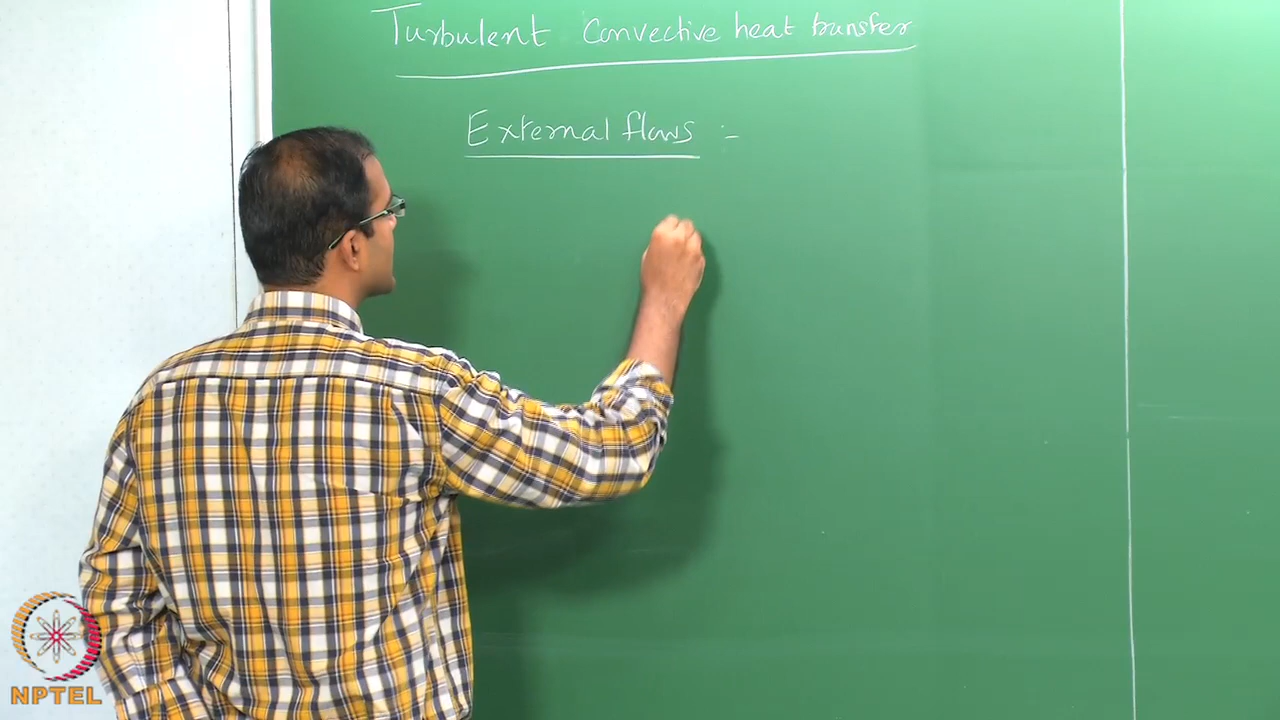 Turbulent Convective heat transfer
External flows :-
NPTEL